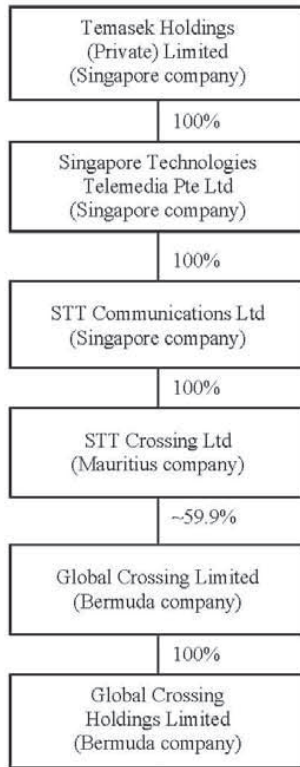 Temasek Holdings
(Private) Limited
(Singapore company)
100%
Singapore Technologies
Telemedia Pte Ltd
(Singapore company)
100%
STT Communications Ltd
(Singapore company)
100%
STT Crossing Ltd
(Mauritius company)
~59.9%
Global Crossing Limited
(Bermuda company)
100%
Global Crossing
Holdings Limited
(Bermuda company)